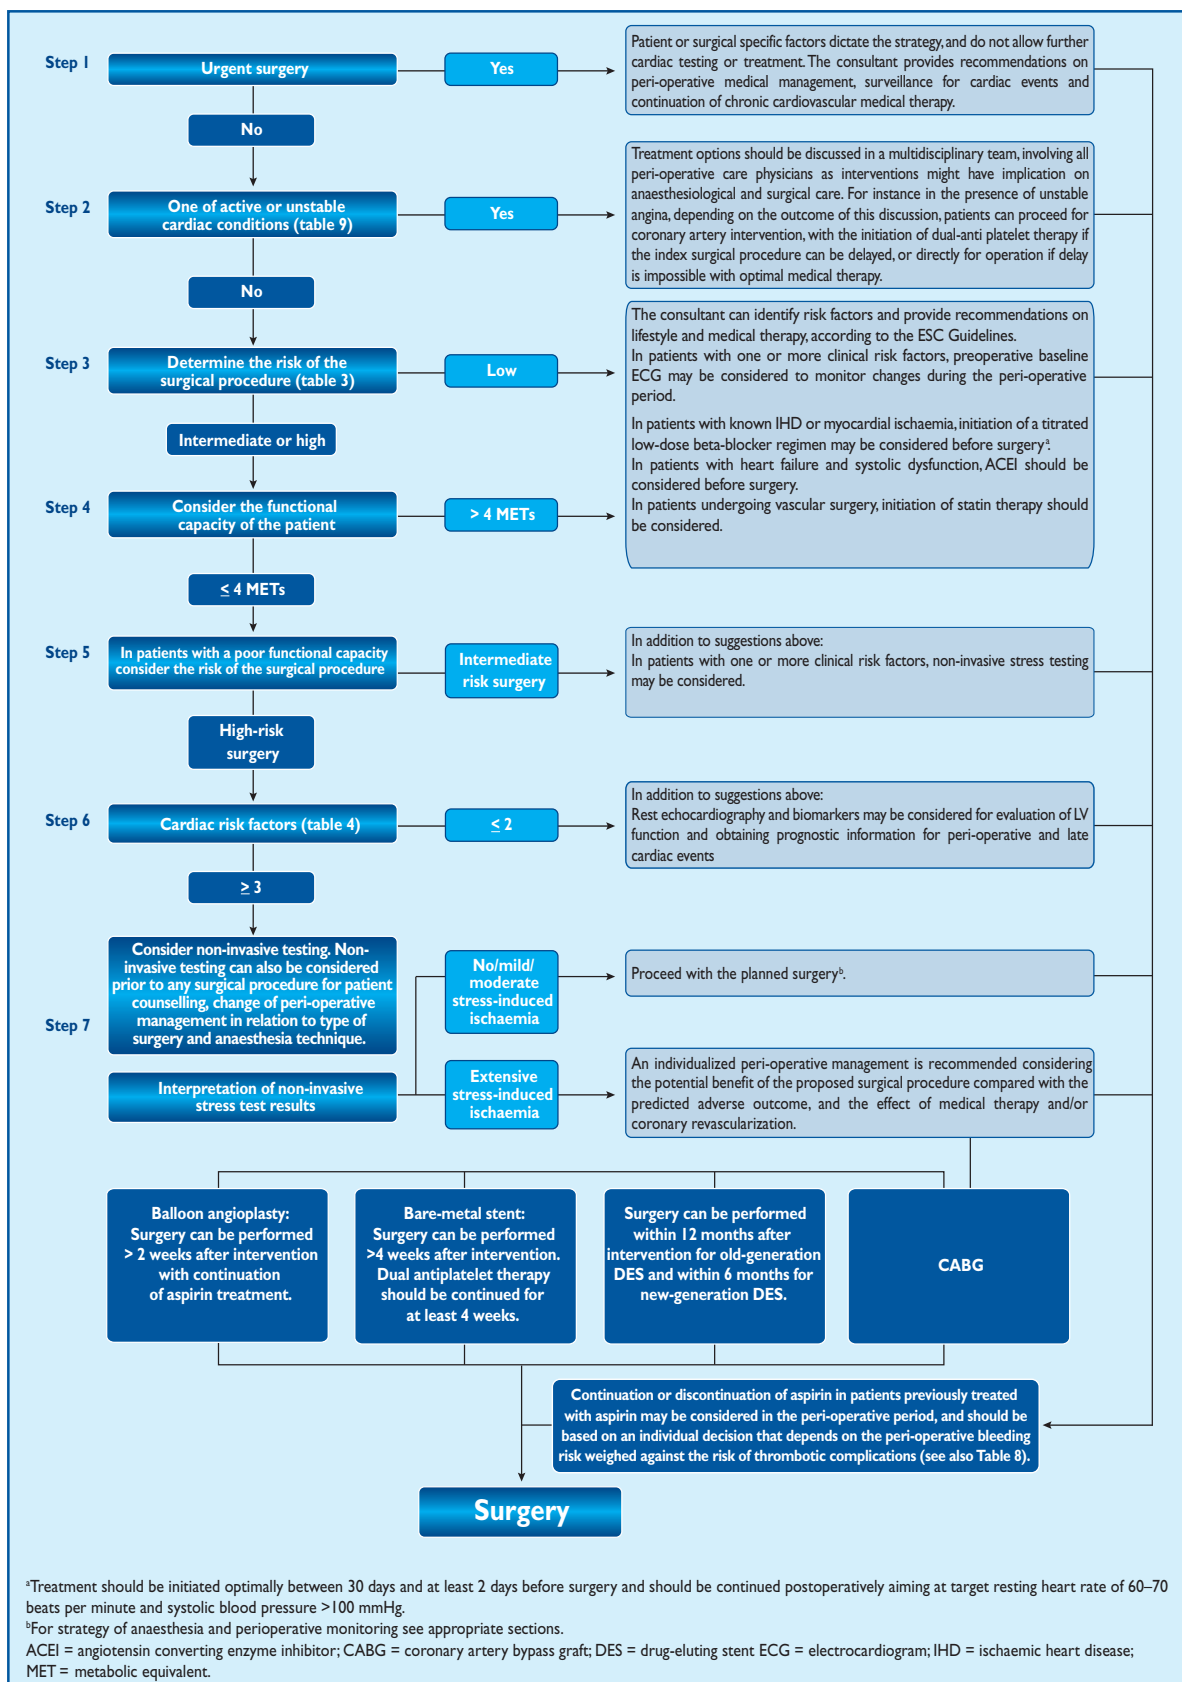 Step 1
Urgent surgery
Yes
Patient or surgical specific factors dictate the strategy, and do not allow further
cardiac testing or treatment. The consultant provides recommendations on
peri-operative medical management, surveillance for cardiac events and
continuation of chronic cardiovascular medical therapy.
No
Step 2
One of active or unstable
cardiac conditions (table 9)
Yes
Treatment options should be discussed in a multidisciplinary team, involving all
peri-operative care physicians as interventions might have implication on
anaesthesiological and surgical care. For instance in the presence of unstable
angina, depending on the outcome of this discussion, patients can proceed for
coronary artery intervention, with the initiation of dual-anti platelet therapy if
the index surgical procedure can be delayed, or directly for operation if delay
is impossible with optimal medical therapy.
No
Step 3
Determine the risk of the
surgical procedure (table 3)
Low
The consultant can identify risk factors and provide recommendations on
lifestyle and medical therapy, according to the ESC Guidelines.
In patients with one or more clinical risk factors, preoperative baseline
ECG may be considered to monitor changes during the peri-operative
period.
In patients with known IHD or myocardial ischaemia, initiation of a titrated
low-dose beta-blocker regimen may be considered before surgeryᵃ.
In patients with heart failure and systolic dysfunction, ACEI should be
considered before surgery.
In patients undergoing vascular surgery, initiation of statin therapy should
be considered.
Intermediate or high
Step 4
Consider the functional
capacity of the patient
> 4 METs
≤ 4 METs
Step 5
In patients with a poor functional capacity
consider the risk of the surgical procedure
Intermediate
risk surgery
In addition to suggestions above:
In patients with one or more clinical risk factors, non-invasive stress testing
may be considered.
High-risk
surgery
Step 6
Cardiac risk factors (table 4)
≤ 2
In addition to suggestions above:
Rest echocardiography and biomarkers may be considered for evaluation of LV
function and obtaining prognostic information for peri-operative and late
cardiac events
≥ 3
Step 7
Consider non-invasive testing. Non-
invasive testing can also be considered
prior to any surgical procedure for patient
counselling, change of peri-operative
management in relation to type of
surgery and anaesthesia technique.
No/mild/
moderate
stress-induced
ischaemia
Proceed with the planned surgeryᵇ.
Interpretation of non-invasive
stress test results
Extensive
stress-induced
ischaemia
An individualized peri-operative management is recommended considering
the potential benefit of the proposed surgical procedure compared with the
predicted adverse outcome, and the effect of medical therapy and/or
coronary revascularization.
Balloon angioplasty:
Surgery can be performed
> 2 weeks after intervention
with continuation
of aspirin treatment.
Bare-metal stent:
Surgery can be performed
>4 weeks after intervention.
Dual antiplatelet therapy
should be continued for
at least 4 weeks.
Surgery can be performed
within 12 months after
intervention for old-generation
DES and within 6 months for
new-generation DES.
CABG
Continuation or discontinuation of aspirin in patients previously treated
with aspirin may be considered in the peri-operative period, and should be
based on an individual decision that depends on the peri-operative bleeding
risk weighed against the risk of thrombotic complications (see also Table 8).
Surgery
ᵃTreatment should be initiated optimally between 30 days and at least 2 days before surgery and should be continued postoperatively aiming at target resting heart rate of 60–70
beats per minute and systolic blood pressure >100 mmHg.
ᵇFor strategy of anaesthesia and perioperative monitoring see appropriate sections.
ACEI = angiotensin converting enzyme inhibitor; CABG = coronary artery bypass graft; DES = drug-eluting stent ECG = electrocardiogram; IHD = ischaemic heart disease;
MET = metabolic equivalent.